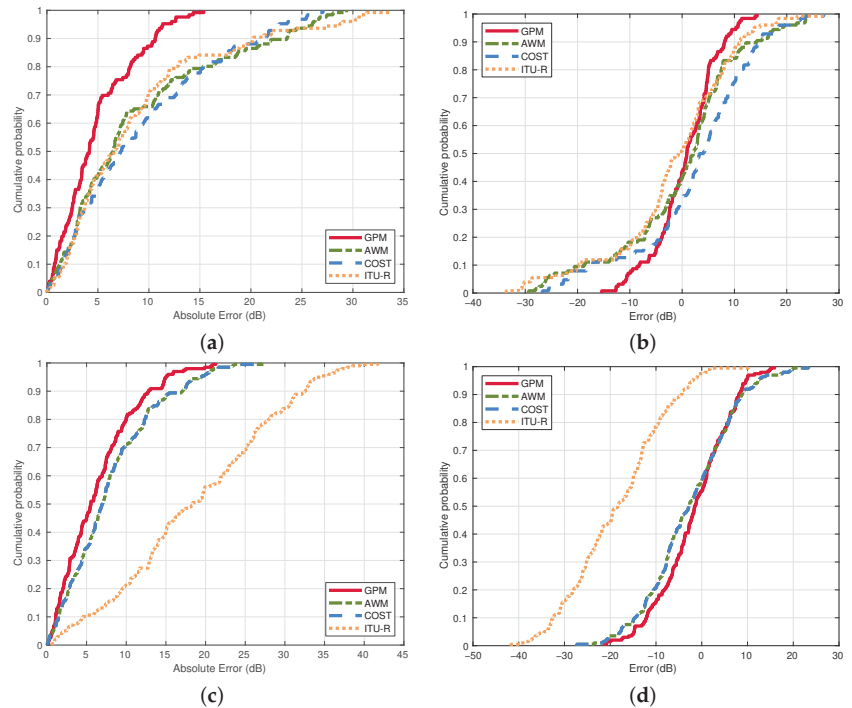 1
0.9
0.8
0.7
0.6
0.5
0.4
0.3
0.2
0.1
0
Cumulative probability
GPM
AWM
COST
ITU-R
0 5 10 15 20 25 30 35
Absolute Error (dB)
(a)
1
0.9
0.8
0.7
0.6
0.5
0.4
0.3
0.2
0.1
0
Cumulative probability
GPM
AWM
COST
ITU-R
−40 −30 −20 −10 0 10 20 30
Error (dB)
(b)
1
0.9
0.8
0.7
0.6
0.5
0.4
0.3
0.2
0.1
0
Cumulative probability
GPM
AWM
COST
ITU-R
0 5 10 15 20 25 30 35 40 45
Absolute Error (dB)
(c)
1
0.9
0.8
0.7
0.6
0.5
0.4
0.3
0.2
0.1
0
Cumulative probability
GPM
AWM
COST
ITU-R
−50 −40 −30 −20 −10 0 10 20 30
Error (dB)
(d)